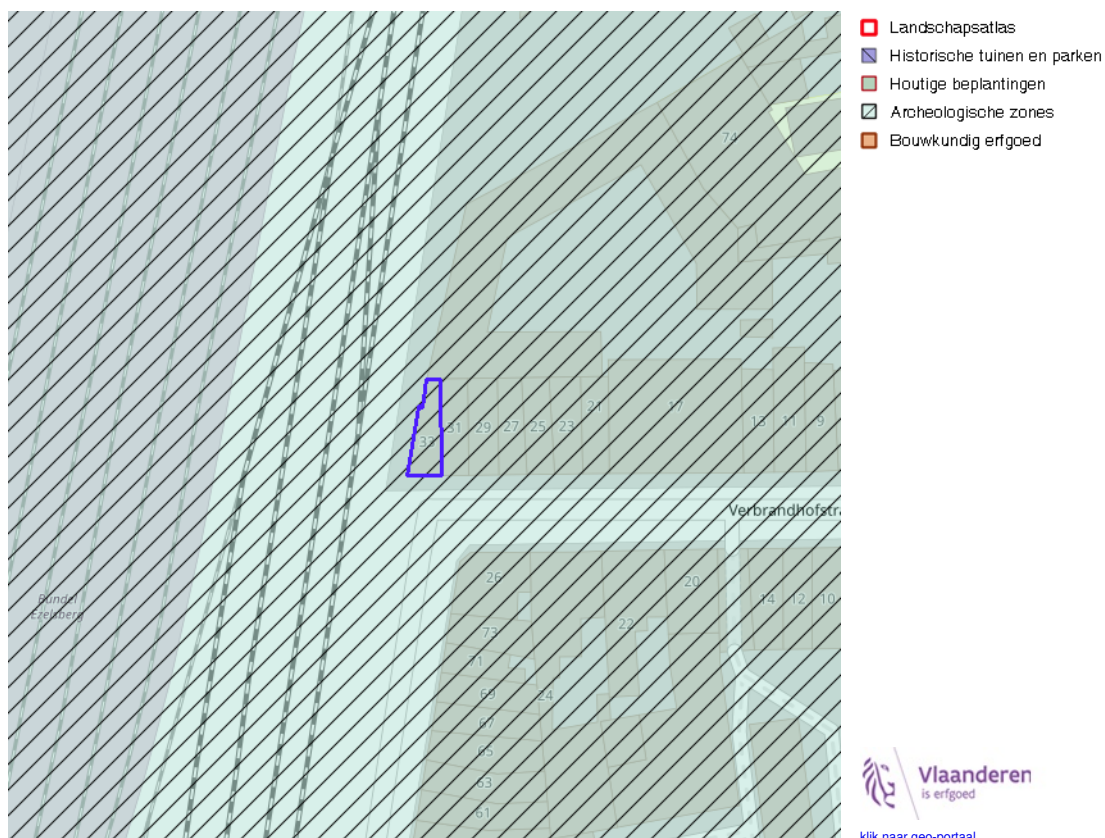 Landschapsatlas
Historische tuinen en parken
Houtige beplantingen
Archeologische zones
Bouwkundig erfgoed
74
21
17
33
31
29
27
25
23
13
11
9
Verbrandhofstra
26
20
14
12
10
22
73
71
69
24
67
65
63
61
Bundel
Ezelsberg
Vlaanderen
is erfgoed
klik naar geo-portaal